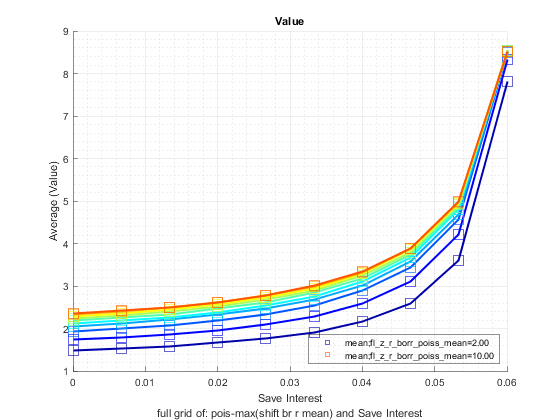 Value
9
8
7
6
5
4
3
2
1
Average (Value)
0
0.01
0.02
0.03
0.04
0.05
0.06
mean;fl_z_r_borr_poiss_mean=2.00
mean;fl_z_r_borr_poiss_mean=10.00
Save Interest
full grid of: pois-max(shift br r mean) and Save Interest